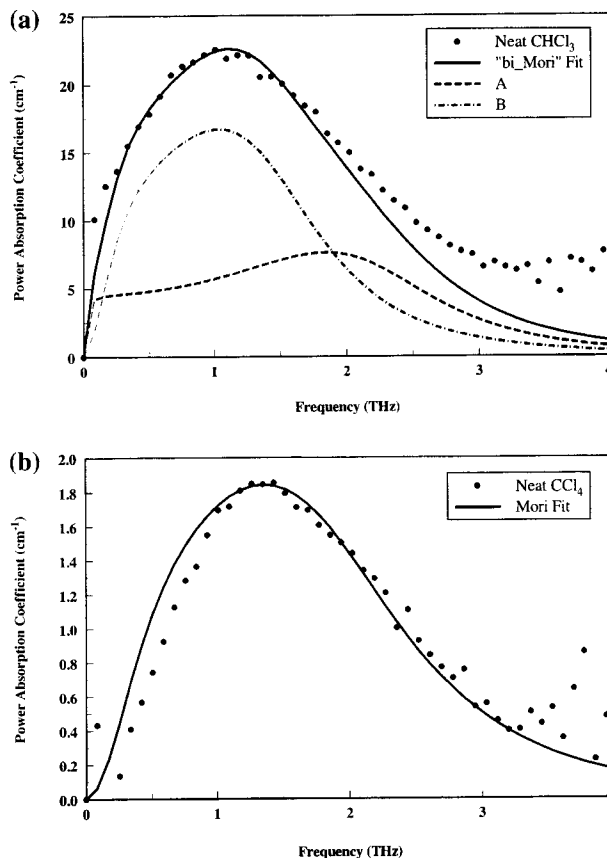 (a)
25
20
15
10
5
0
Power Absorption Coefficient (cm⁻¹)
Neat CHCl₃
"bi_Mori" Fit
A
B
0 1 2 3 4
Frequency (THz)
(b)
2.0
1.8
1.6
1.4
1.2
1.0
0.8
0.6
0.4
0.2
0.0
Power Absorption Coefficient (cm⁻¹)
Neat CCl₄
Mori Fit
0 1 2 3
Frequency (THz)